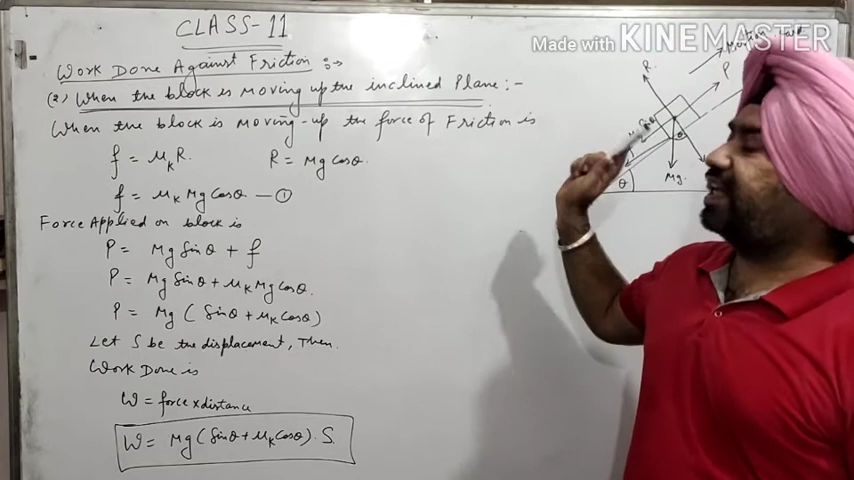 CLASS-11
Made with KINEMASTER
Work Done Against Friction :→
(2) When the block is moving up the inclined Plane:-
When the block is moving-up the force of Friction is
f = μk R. R = Mg cosθ.
f = μk Mg cosθ — ①
Force Applied on block is
P = Mg Sinθ + f
P = Mg Sinθ + μk Mg cosθ.
P = Mg ( Sinθ + μk cosθ)
Let S be the displacement, Then.
Work Done is
W = force x distance
W = Mg (Sinθ + μk cosθ) . S.
R.
P
θ
Mg.
θ